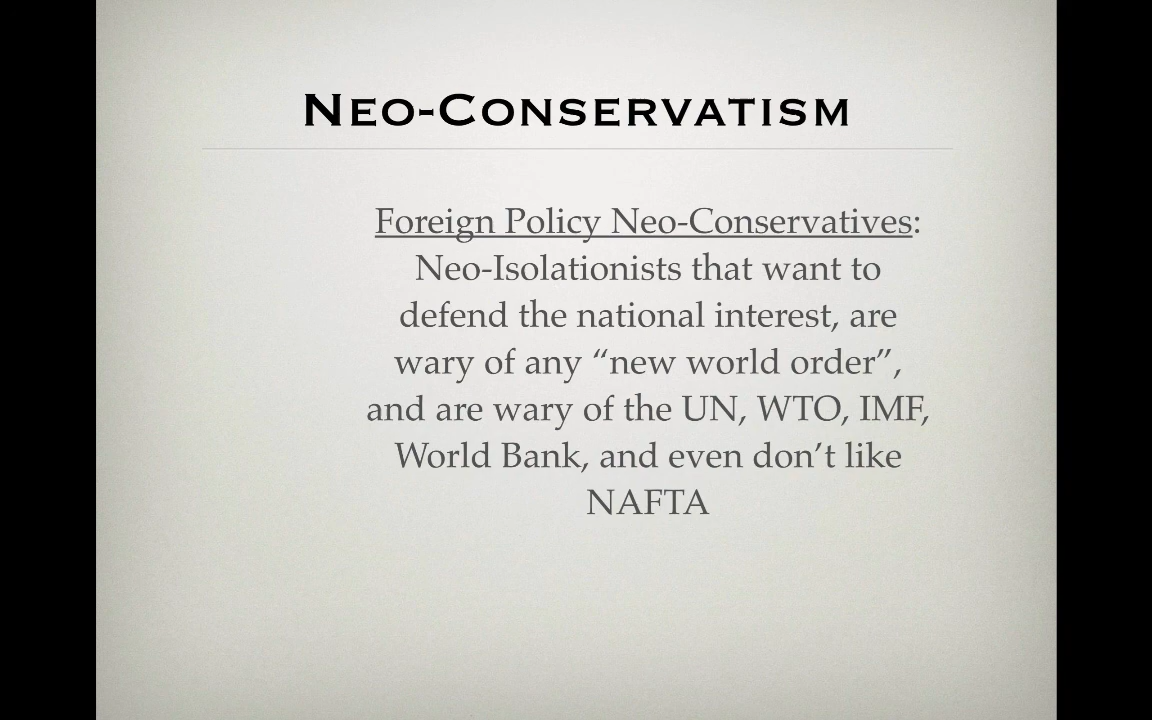 Neo-Conservatism
Foreign Policy Neo-Conservatives:
Neo-Isolationists that want to
defend the national interest, are
wary of any “new world order”,
and are wary of the UN, WTO, IMF,
World Bank, and even don’t like
NAFTA